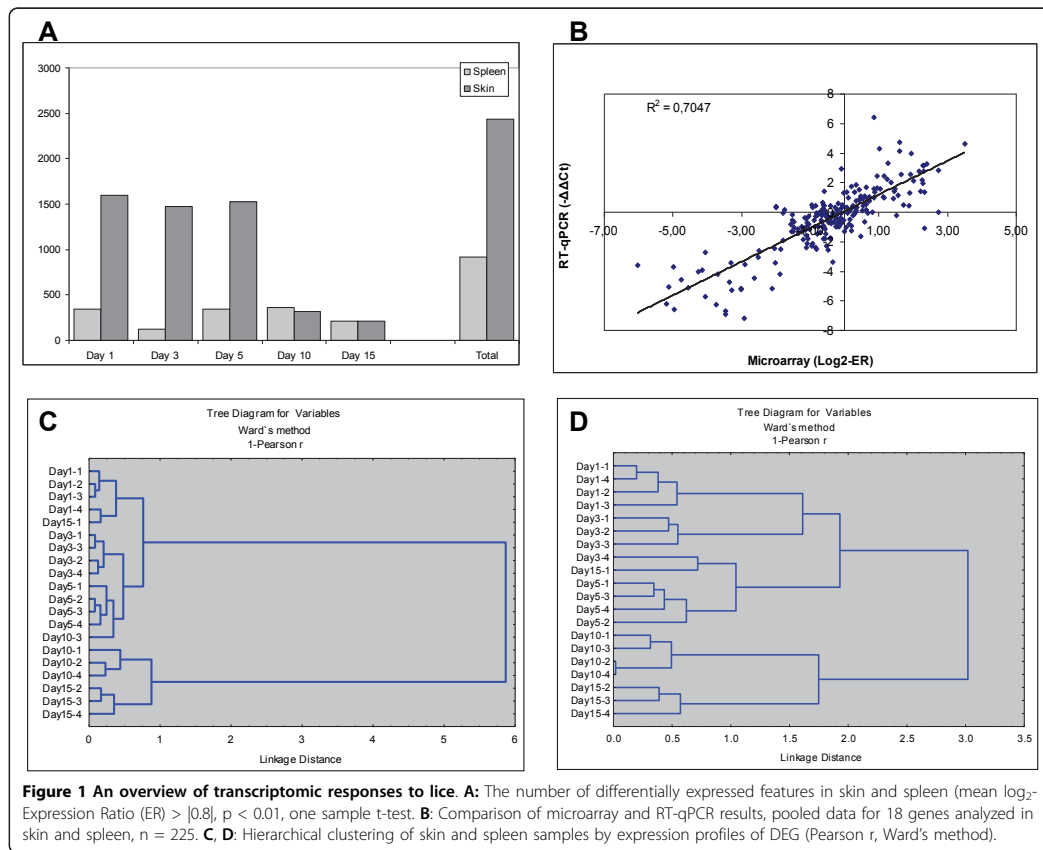 A
3000
2500
2000
1500
1000
500
0
Spleen
Skin
Day 1 Day 3 Day 5 Day 10 Day 15 Total
B
R² = 0,7047
8
6
4
2
0
-2
-4
-6
-8
-7,00 -5,00 -3,00 -1,00 1,00 3,00 5,00
RT-qPCR (-ΔΔCt)
Microarray (Log2-ER)
C
Tree Diagram for Variables
Ward`s method
1-Pearson r
Day1-1
Day1-2
Day1-3
Day1-4
Day15-1
Day3-1
Day3-3
Day3-2
Day3-4
Day5-1
Day5-2
Day5-3
Day5-4
Day10-3
Day10-1
Day10-2
Day10-4
Day15-2
Day15-3
Day15-4
0 1 2 3 4 5 6
Linkage Distance
D
Tree Diagram for Variables
Ward`s method
1-Pearson r
Day1-1
Day1-4
Day1-2
Day1-3
Day3-1
Day3-2
Day3-3
Day3-4
Day15-1
Day5-1
Day5-3
Day5-4
Day5-2
Day10-1
Day10-3
Day10-2
Day10-4
Day15-2
Day15-3
Day15-4
0.0 0.5 1.0 1.5 2.0 2.5 3.0 3.5
Linkage Distance
Figure 1 An overview of transcriptomic responses to lice. A: The number of differentially expressed features in skin and spleen (mean log₂-
Expression Ratio (ER) > |0.8|, p < 0.01, one sample t-test. B: Comparison of microarray and RT-qPCR results, pooled data for 18 genes analyzed in
skin and spleen, n = 225. C, D: Hierarchical clustering of skin and spleen samples by expression profiles of DEG (Pearson r, Ward's method).